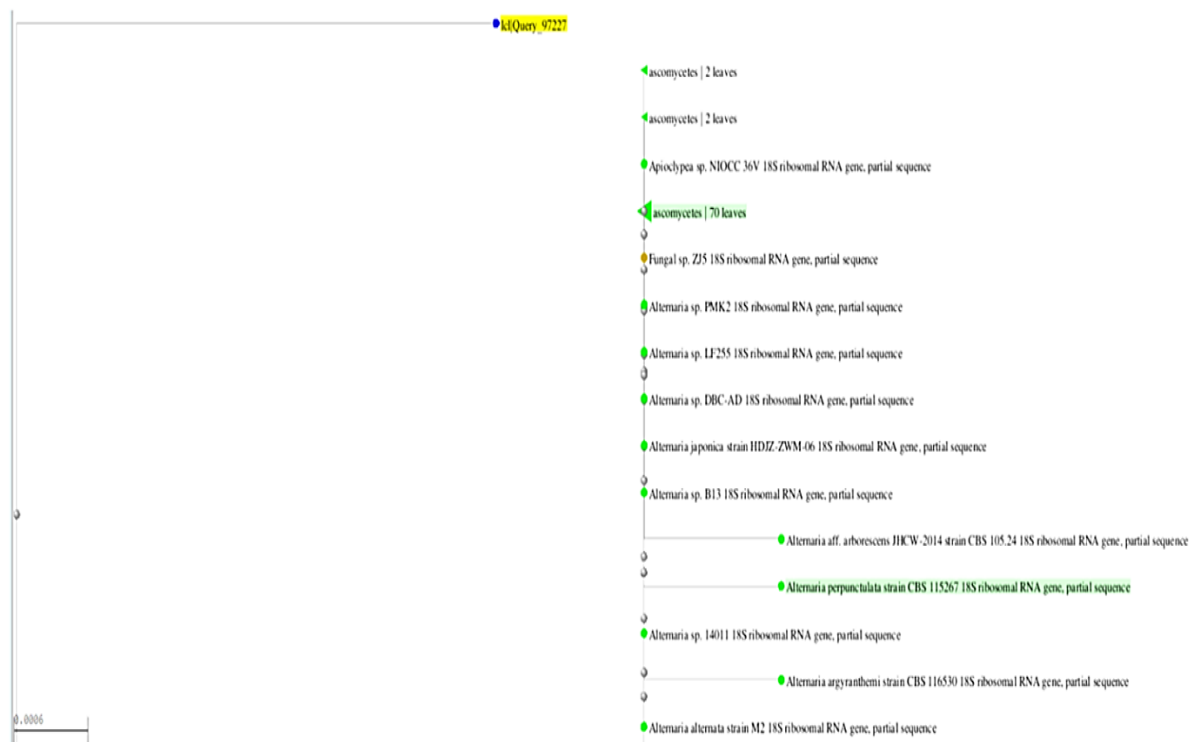 lcl|Query_97227
ascomycetes | 2 leaves
ascomycetes | 2 leaves
Apioclypea sp. NIOCC 36V 18S ribosomal RNA gene, partial sequence
ascomycetes | 70 leaves
Fungal sp. ZJ5 18S ribosomal RNA gene, partial sequence
Alternaria sp. PMK2 18S ribosomal RNA gene, partial sequence
Alternaria sp. LF255 18S ribosomal RNA gene, partial sequence
Alternaria sp. DBC-AD 18S ribosomal RNA gene, partial sequence
Alternaria japonica strain HDJZ-ZWM-06 18S ribosomal RNA gene, partial sequence
Alternaria sp. B13 18S ribosomal RNA gene, partial sequence
Alternaria aff. arborescens JHCW-2014 strain CBS 105.24 18S ribosomal RNA gene, partial sequence
Alternaria perpunctulata strain CBS 115267 18S ribosomal RNA gene, partial sequence
Alternaria sp. 14011 18S ribosomal RNA gene, partial sequence
Alternaria argyranthemi strain CBS 116530 18S ribosomal RNA gene, partial sequence
0.0006
Alternaria alternata strain M2 18S ribosomal RNA gene, partial sequence